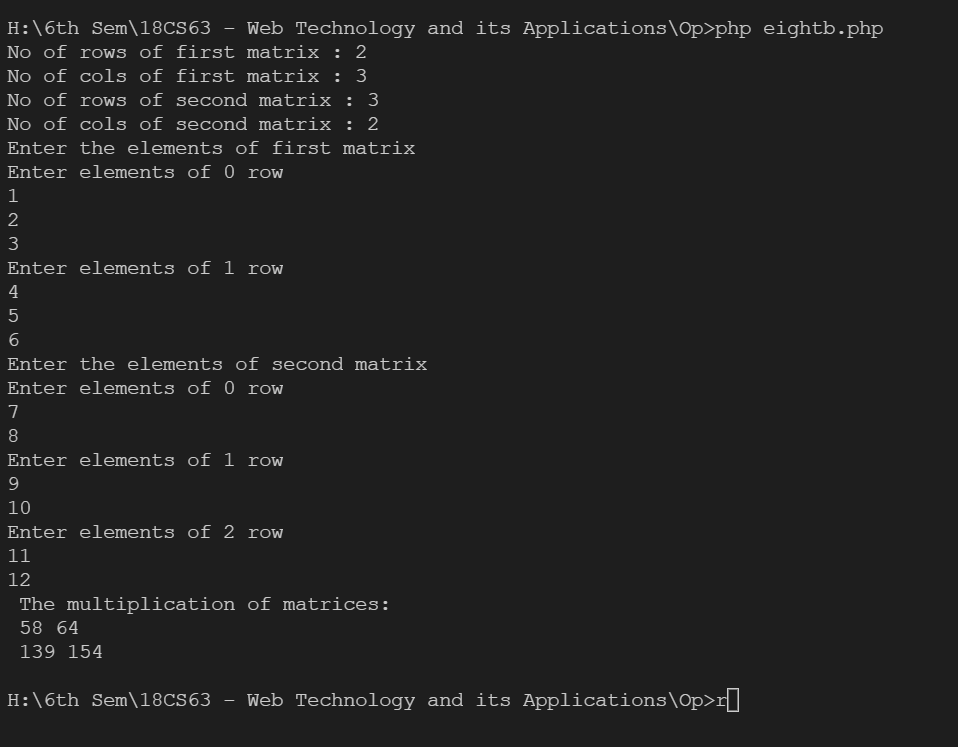 H:\6th Sem\18CS63 - Web Technology and its Applications\Op>php eightb.php
No of rows of first matrix : 2
No of cols of first matrix : 3
No of rows of second matrix : 3
No of cols of second matrix : 2
Enter the elements of first matrix
Enter elements of 0 row
1
2
3
Enter elements of 1 row
4
5
6
Enter the elements of second matrix
Enter elements of 0 row
7
8
Enter elements of 1 row
9
10
Enter elements of 2 row
11
12
The multiplication of matrices:
58 64
139 154
H:\6th Sem\18CS63 - Web Technology and its Applications\Op>r